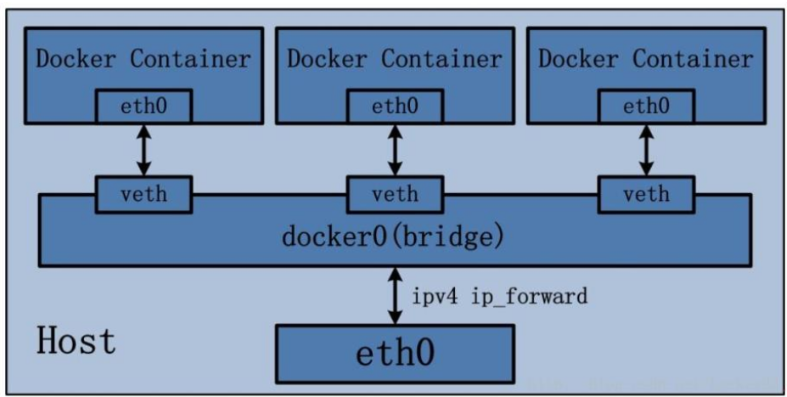 Docker Container
Docker Container
Docker Container
eth0
eth0
eth0
veth
veth
veth
docker0(bridge)
ipv4 ip_forward
Host
eth0